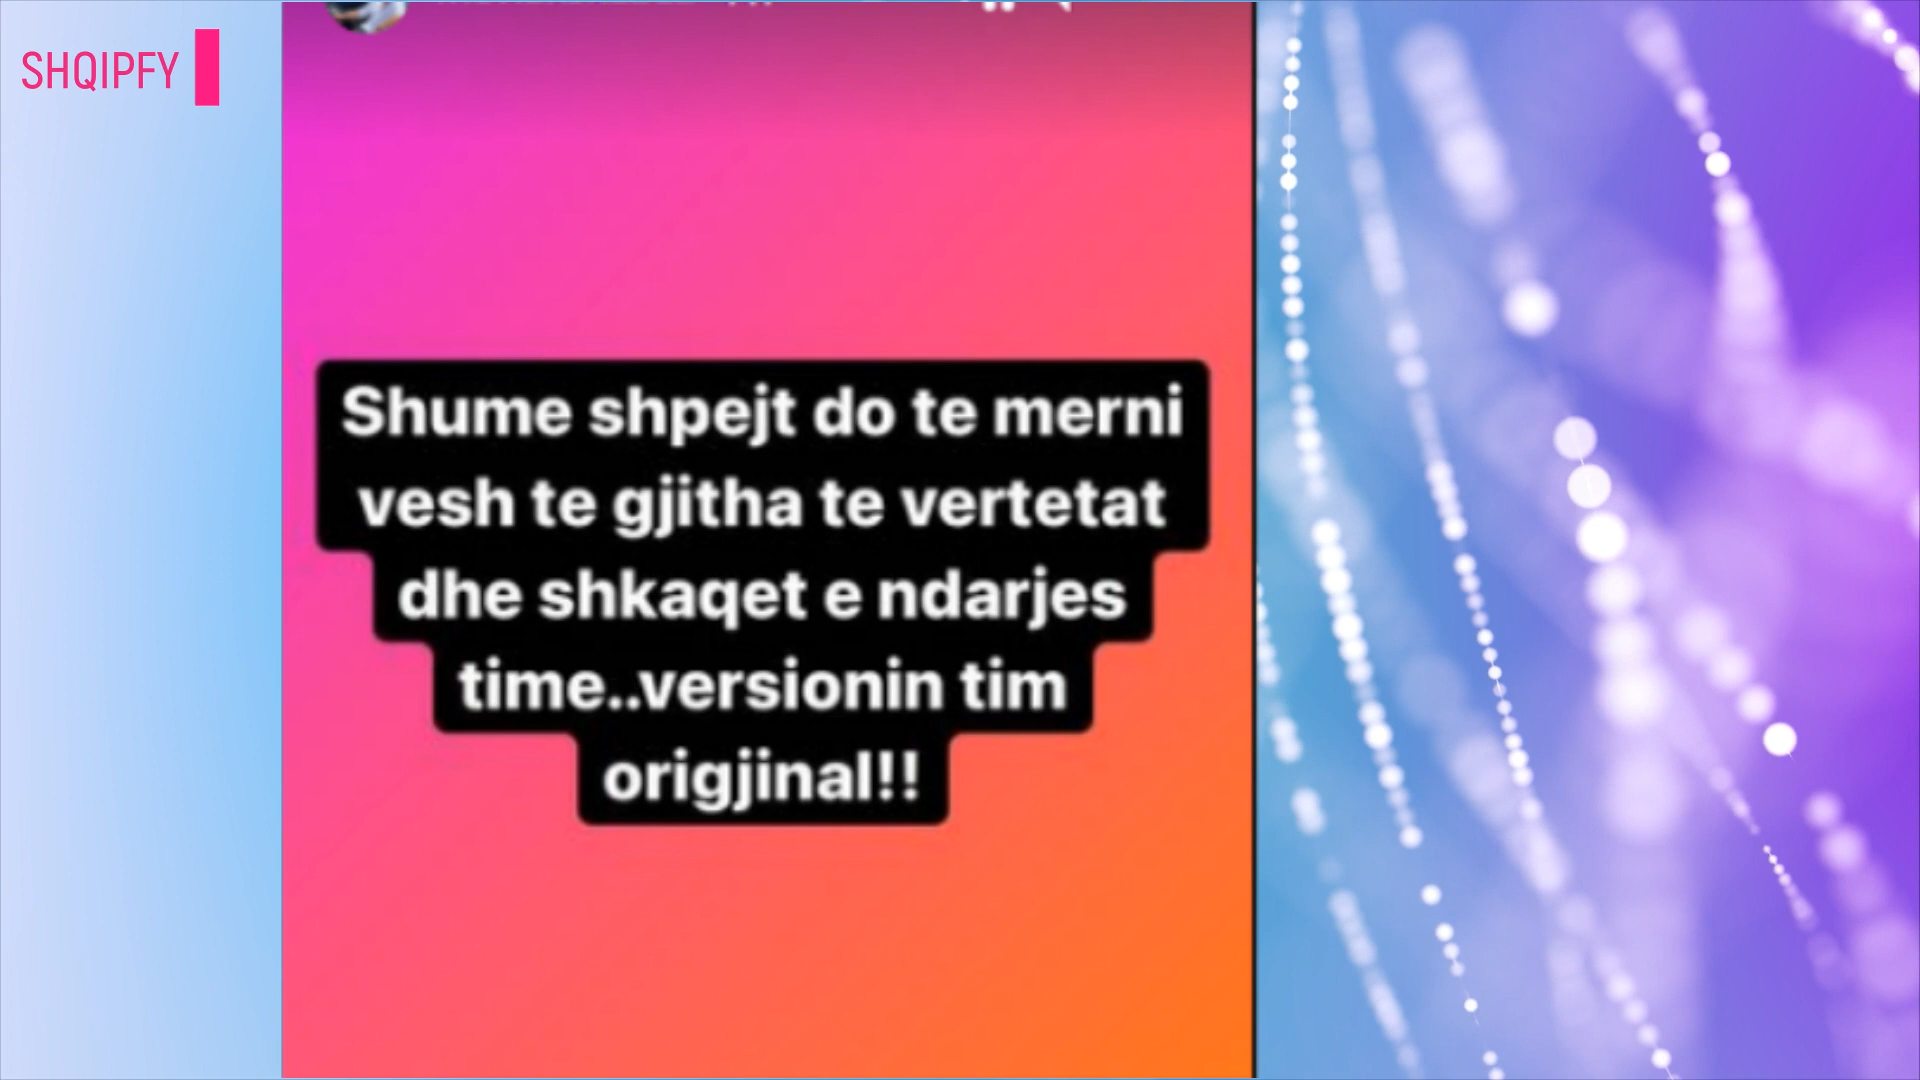 SHQIPFY
Shume shpejt do te merni
vesh te gjitha te vertetat
dhe shkaqet e ndarjes
time..versionin tim
origjinal!!